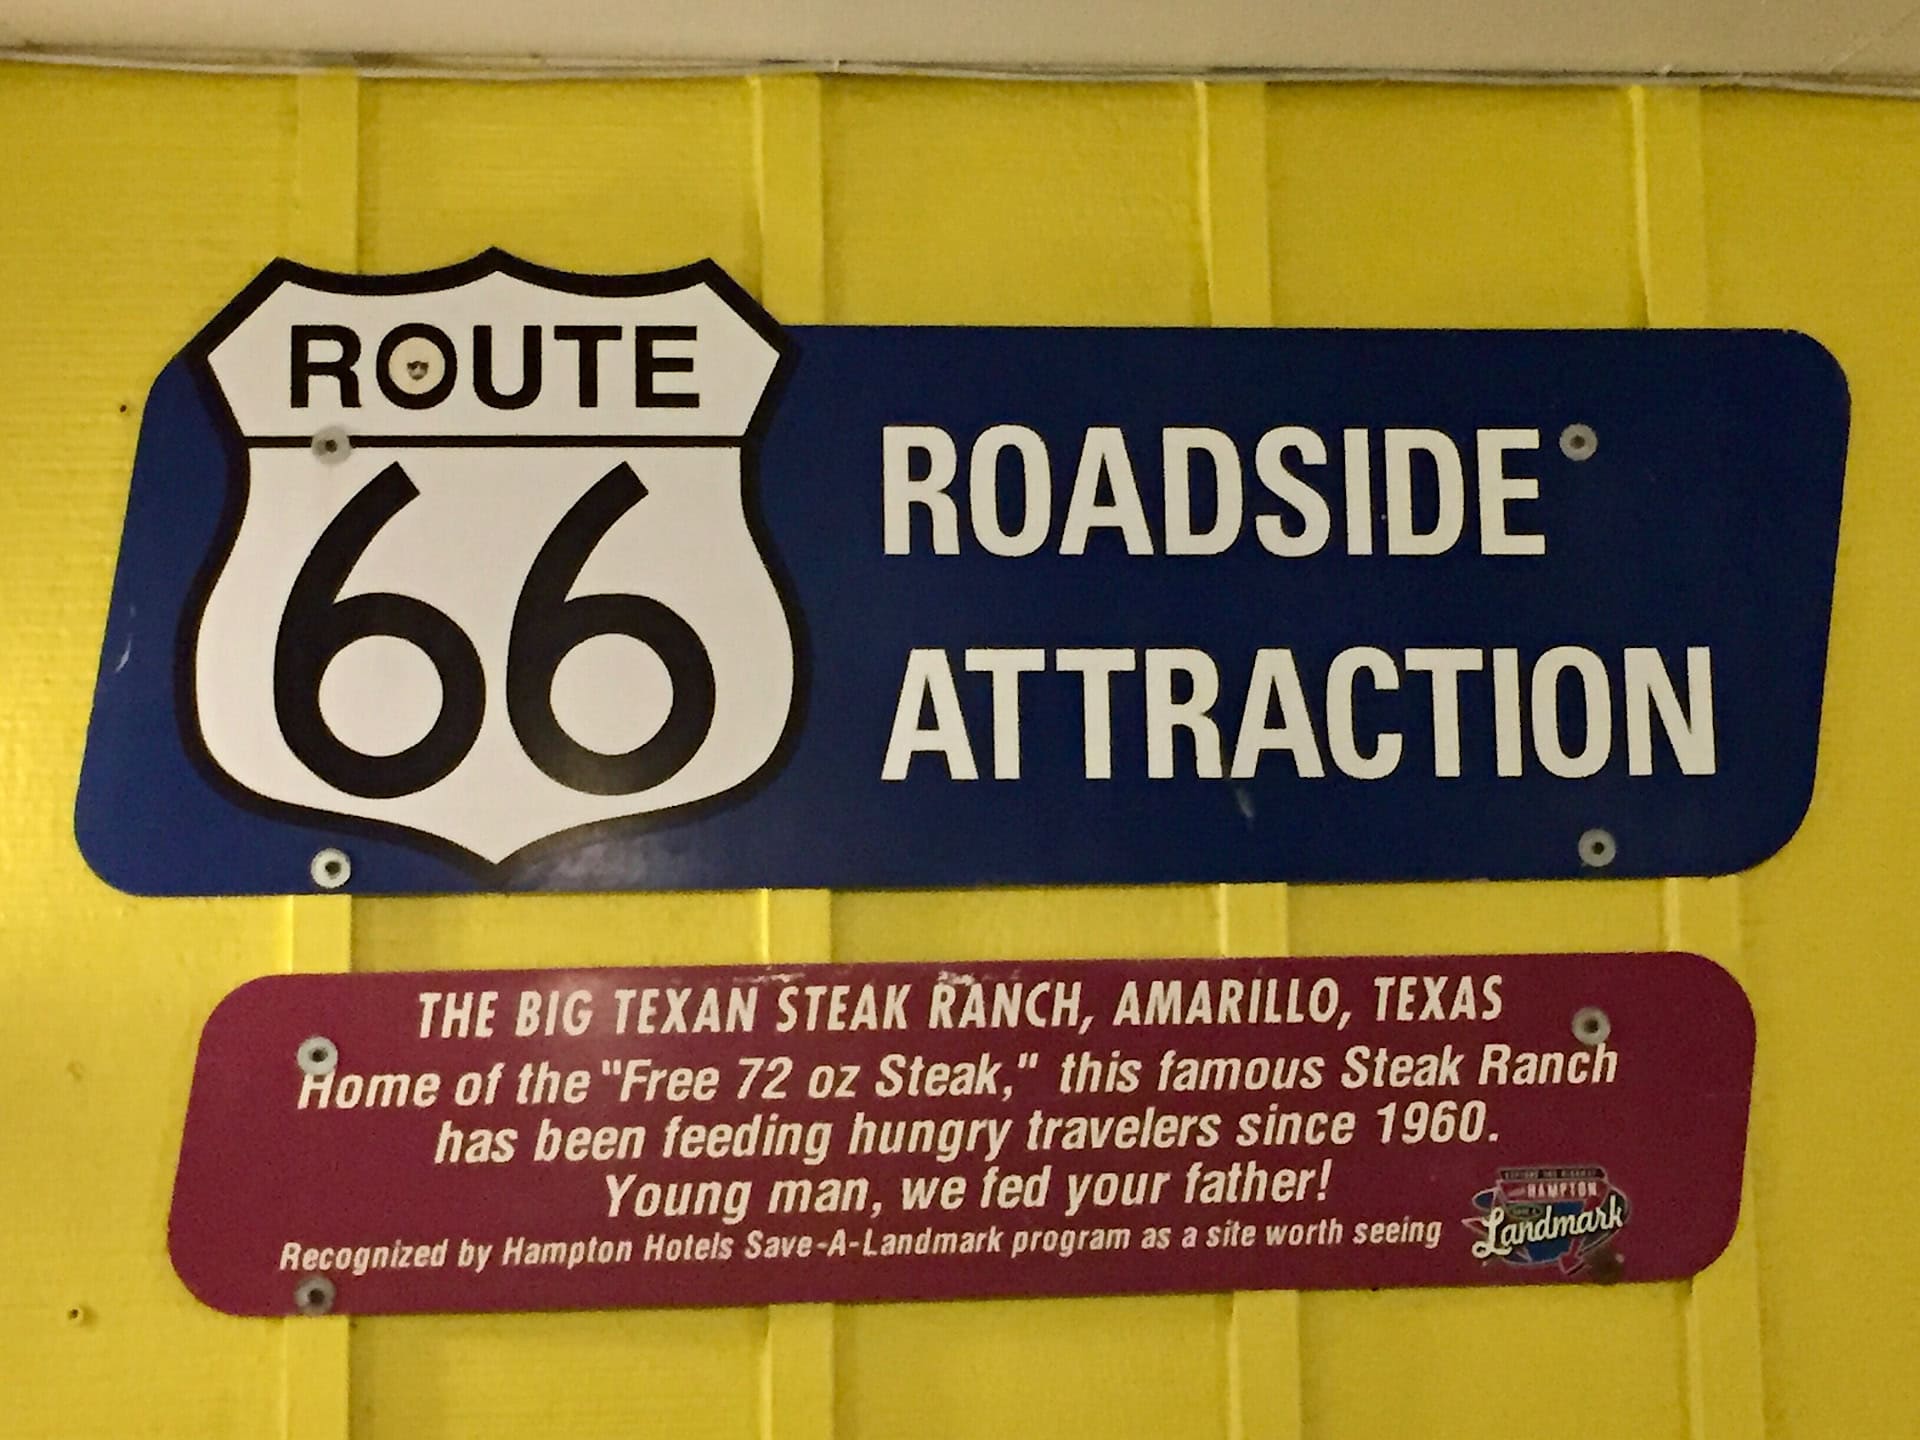 ROUTE
66
ROADSIDE
ATTRACTION
THE BIG TEXAN STEAK RANCH, AMARILLO, TEXAS
Home of the "Free 72 oz Steak," this famous Steak Ranch
has been feeding hungry travelers since 1960.
Young man, we fed your father!
Recognized by Hampton Hotels Save-A-Landmark program as a site worth seeing
HAMPTON
Landmark